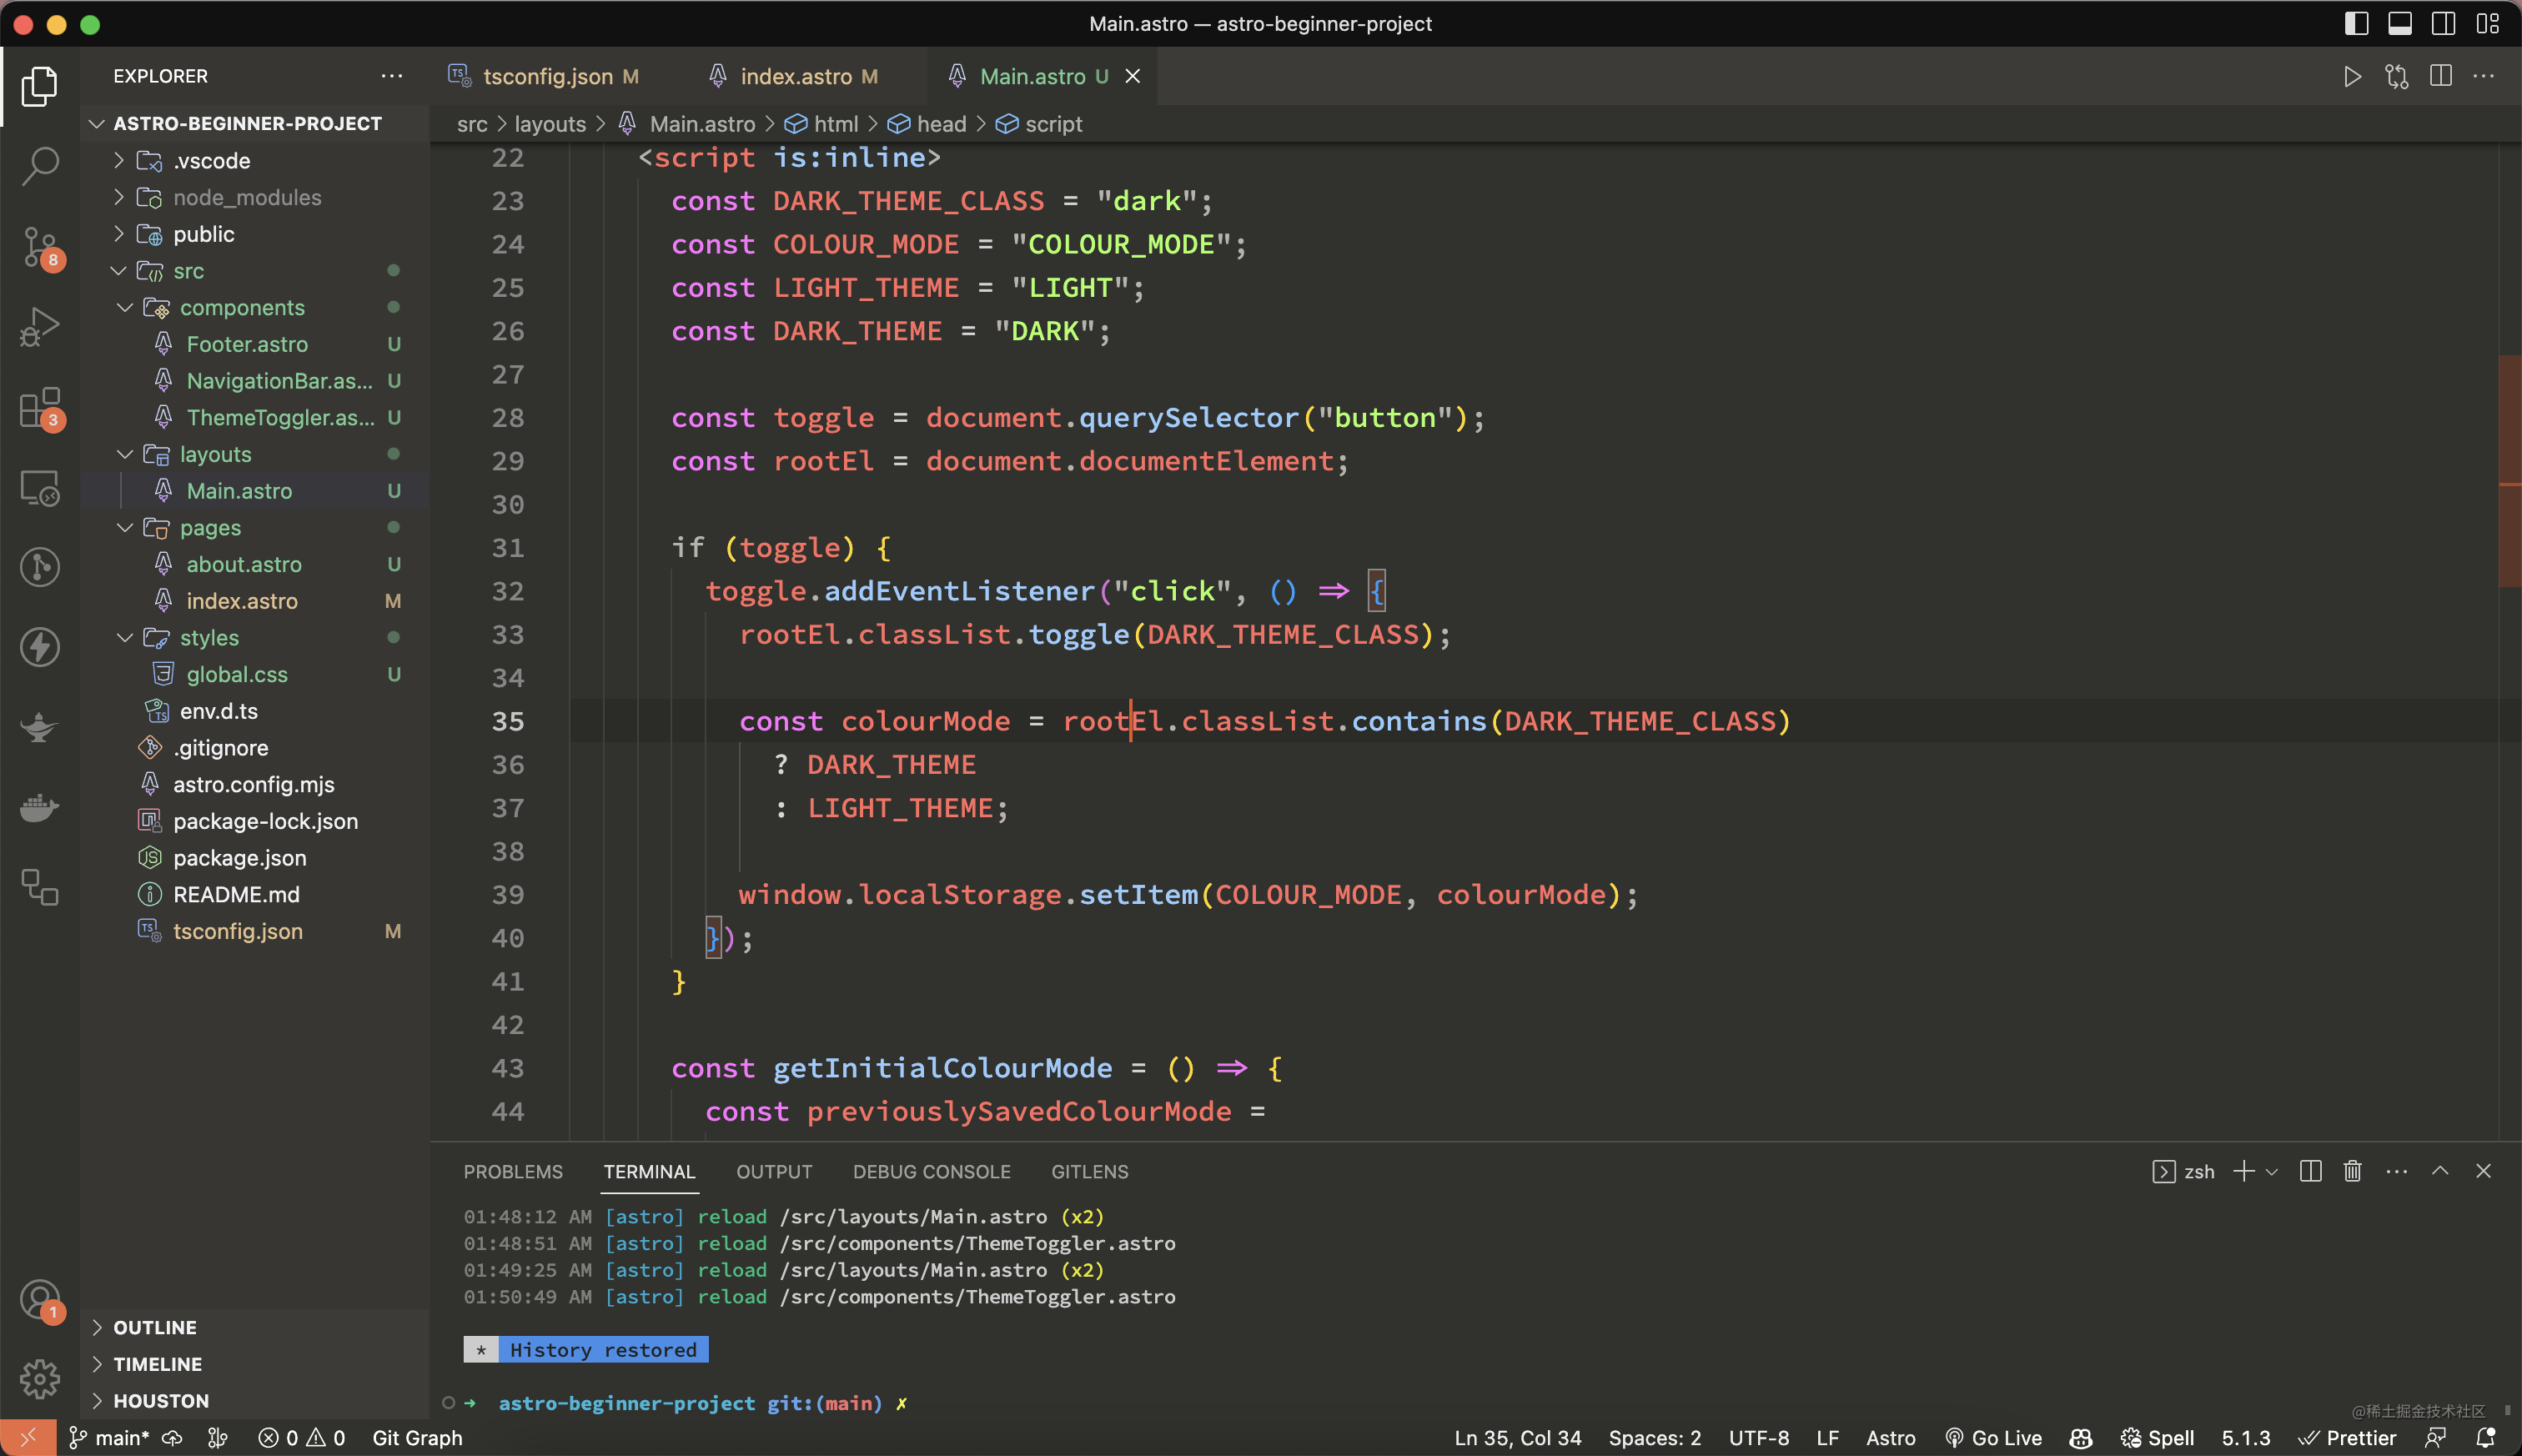 Main.astro — astro-beginner-project
EXPLORER
tsconfig.json M
index.astro M
Main.astro U
ASTRO-BEGINNER-PROJECT
src > layouts > Main.astro > html > head > script
.vscode
node_modules
public
src
components
Footer.astro U
NavigationBar.as... U
ThemeToggler.as... U
layouts
Main.astro U
pages
about.astro U
index.astro M
styles
global.css U
env.d.ts
.gitignore
astro.config.mjs
package-lock.json
package.json
README.md
tsconfig.json M
OUTLINE
TIMELINE
HOUSTON
8
3
1
22 <script is:inline>
23 const DARK_THEME_CLASS = "dark";
24 const COLOUR_MODE = "COLOUR_MODE";
25 const LIGHT_THEME = "LIGHT";
26 const DARK_THEME = "DARK";
27
28 const toggle = document.querySelector("button");
29 const rootEl = document.documentElement;
30
31 if (toggle) {
32 toggle.addEventListener("click", () => {
33 rootEl.classList.toggle(DARK_THEME_CLASS);
34
35 const colourMode = rootEl.classList.contains(DARK_THEME_CLASS)
36 ? DARK_THEME
37 : LIGHT_THEME;
38
39 window.localStorage.setItem(COLOUR_MODE, colourMode);
40 });
41 }
42
43 const getInitialColourMode = () => {
44 const previouslySavedColourMode =
PROBLEMS TERMINAL OUTPUT DEBUG CONSOLE GITLENS
zsh
01:48:12 AM [astro] reload /src/layouts/Main.astro (x2)
01:48:51 AM [astro] reload /src/components/ThemeToggler.astro
01:49:25 AM [astro] reload /src/layouts/Main.astro (x2)
01:50:49 AM [astro] reload /src/components/ThemeToggler.astro
* History restored
➜ astro-beginner-project git:(main) ✗
@稀土掘金技术社区
main* 0 0 Git Graph
Ln 35, Col 34 Spaces: 2 UTF-8 LF Astro Go Live Spell 5.1.3 Prettier